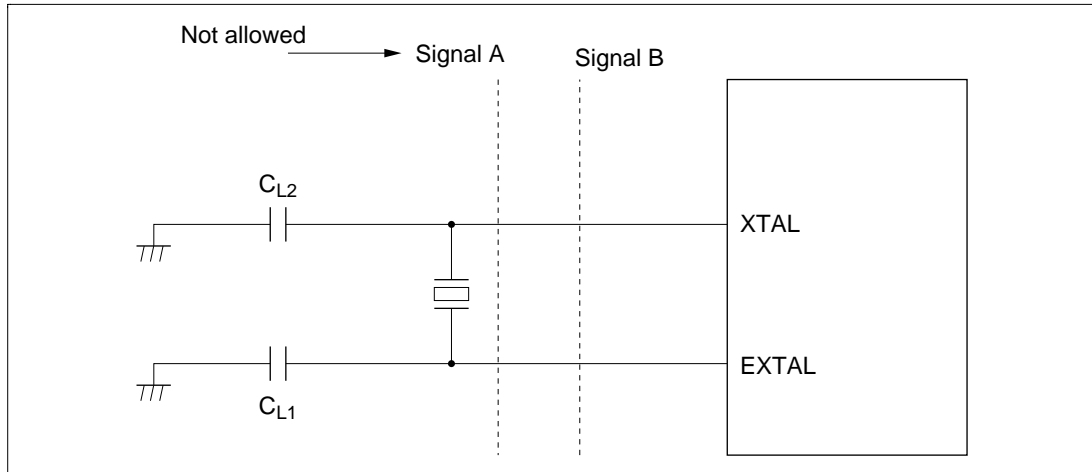 Not allowed
Signal A
Signal B
CL2
XTAL
EXTAL
CL1